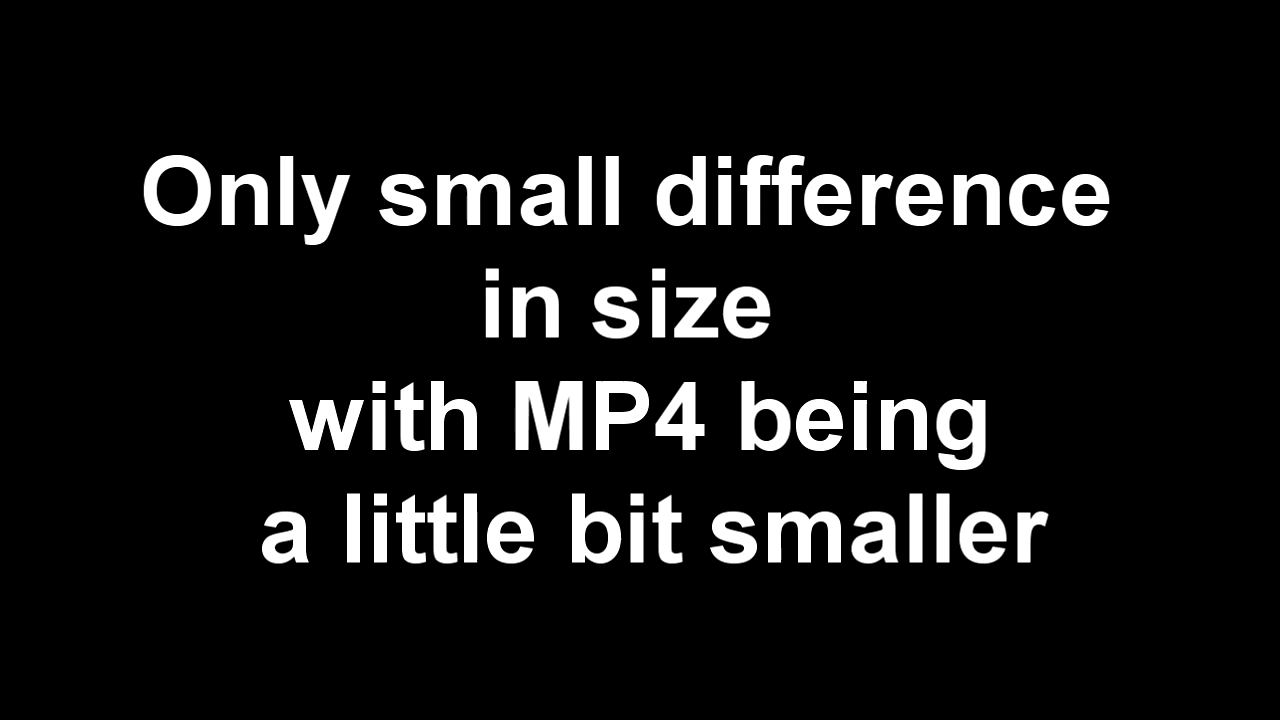 Only small difference
in size
with MP4 being
a little bit smaller